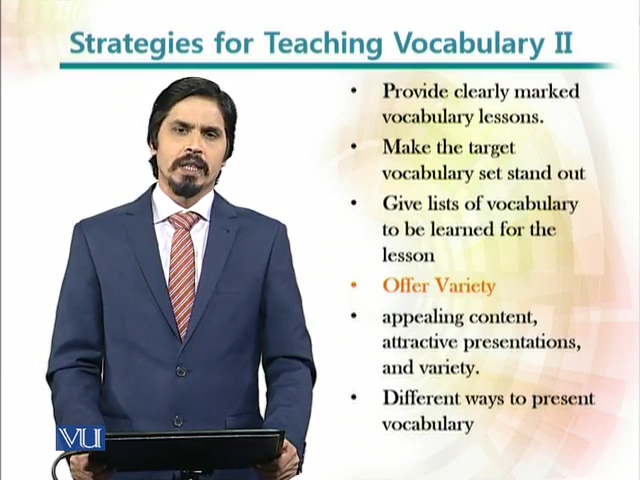 Strategies for Teaching Vocabulary II
• Provide clearly marked
vocabulary lessons.
• Make the target
vocabulary set stand out
• Give lists of vocabulary
to be learned for the
lesson
• Offer Variety
• appealing content,
attractive presentations,
and variety.
• Different ways to present
vocabulary
VU